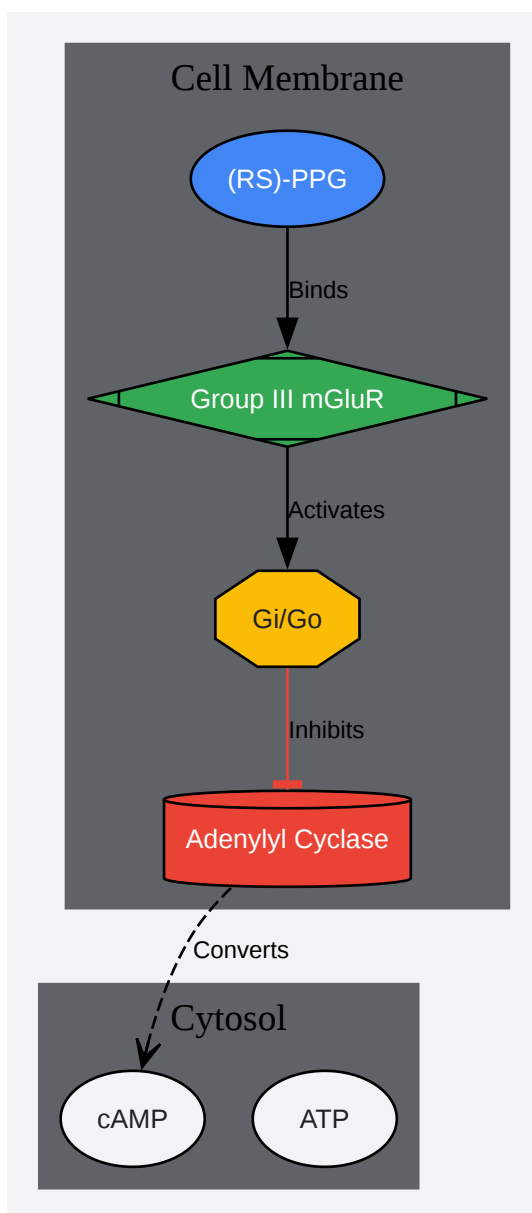 Cell Membrane
(RS)-PPG
Binds
Group III mGluR
Activates
Gi/Go
Inhibits
Adenylyl Cyclase
Converts
Cytosol
cAMP
ATP